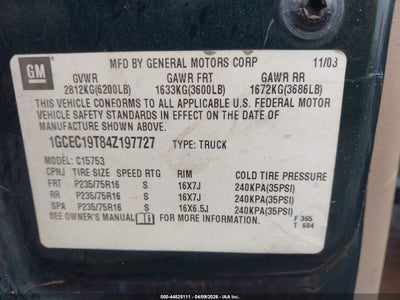 GM
MFD BY GENERAL MOTORS CORP 11/03
GVWR GAWR FRT GAWR RR
2812KG(6200LB) 1633KG(3600LB) 1672KG(3686LB)
THIS VEHICLE CONFORMS TO ALL APPLICABLE U.S. FEDERAL MOTOR
VEHICLE SAFETY STANDARDS IN EFFECT ON THE DATE OF
MANUFACTURE SHOWN ABOVE.
1GCEC19T84Z197727 TYPE: TRUCK
MODEL: C15753
CPNJ TIRE SIZE SPEED RTG RIM COLD TIRE PRESSURE
FRT P235/75R16 S 16X7J 240KPA(35PSI)
RR P235/75R16 S 16X7J 240KPA(35PSI)
SPA P235/75R16 S 16X6.5J 240KPA(35PSI)
SEE OWNER'S MANUAL FOR ADDITIONAL INFORMATION.
F 365
T 604
000-44825111 - 04/09/2026 - IAA Inc.